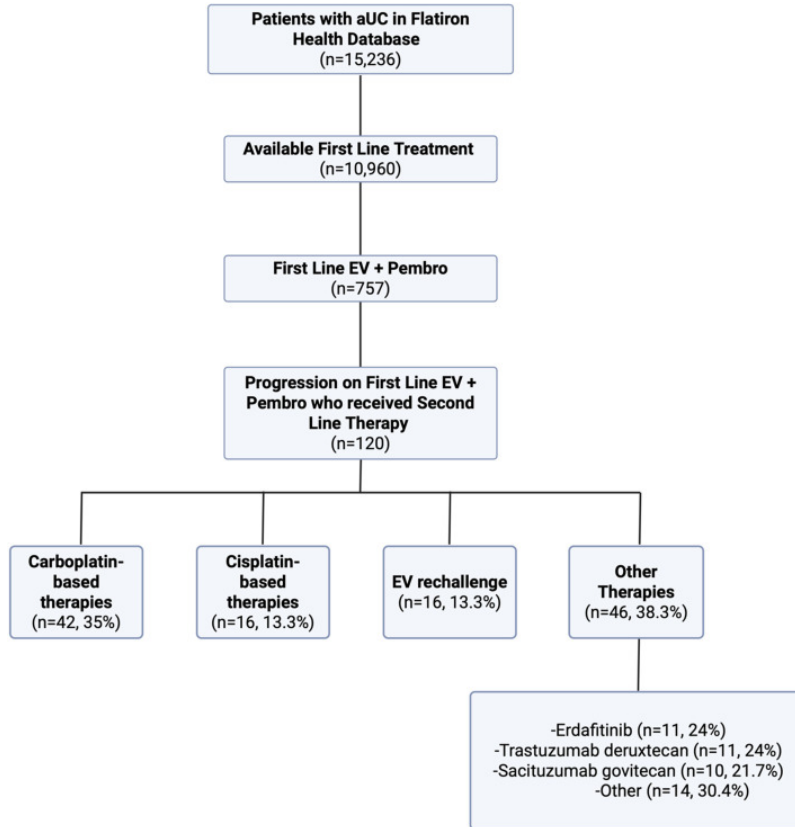 Patients with aUC in Flatiron
Health Database
(n=15,236)
Available First Line Treatment
(n=10,960)
First Line EV + Pembro
(n=757)
Progression on First Line EV +
Pembro who received Second
Line Therapy
(n=120)
Carboplatin-
based
therapies
(n=42, 35%)
Cisplatin-
based
therapies
(n=16, 13.3%)
EV rechallenge
(n=16, 13.3%)
Other
Therapies
(n=46, 38.3%)
-Erdafitinib (n=11, 24%)
-Trastuzumab deruxtecan (n=11, 24%)
-Sacituzumab govitecan (n=10, 21.7%)
-Other (n=14, 30.4%)